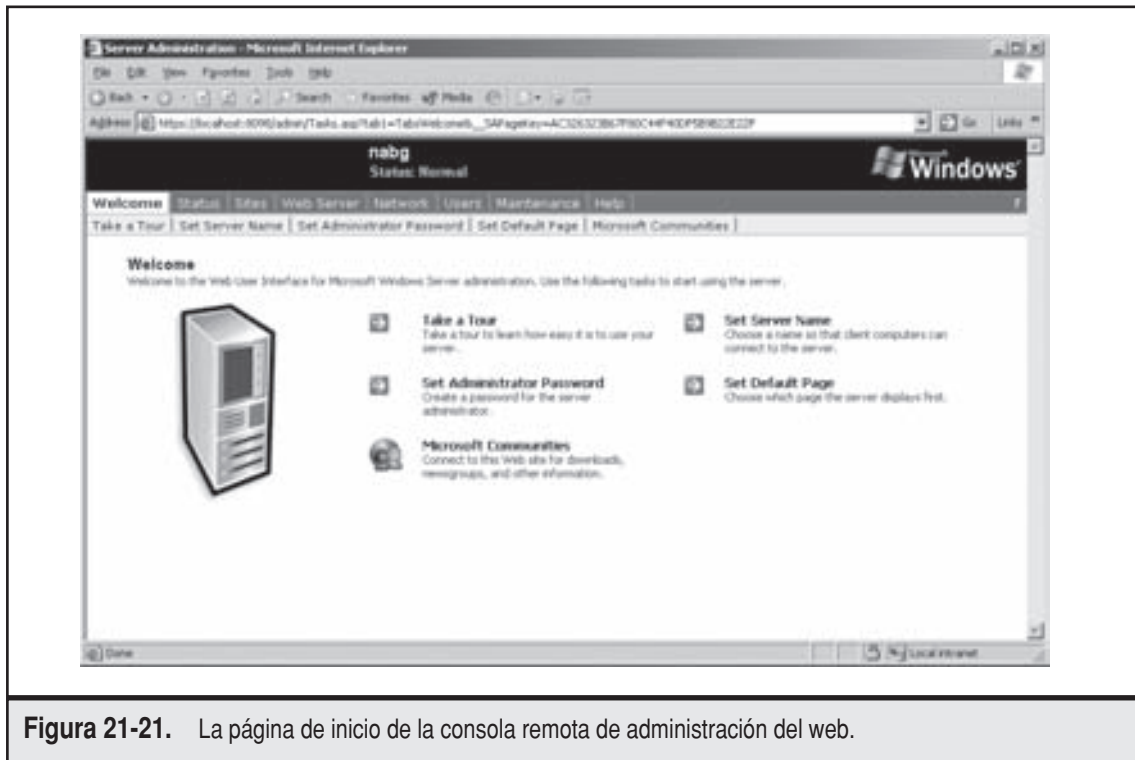 Server Administration - Microsoft Internet Explorer
File Edit View Favorites Tools Help
Back Search Favorites Media
Address Go Links
nabg
Status: Normal
Microsoft
Windows
Welcome Status Sites Web Server Network Users Maintenance Help ?
Take a Tour Set Server Name Set Administrator Password Set Default Page Microsoft Communities
Welcome
Welcome to the Web User Interface for Microsoft Windows Server administration. Use the following tasks to start using the server.
Take a Tour
Take a tour to learn how easy it is to use your
server.
Set Server Name
Choose a name so that client computers can
connect to the server.
Set Administrator Password
Create a password for the server
administrator.
Set Default Page
Choose which page the server displays first.
Microsoft Communities
Connect to this Web site for downloads,
newsgroups, and other information.
Done Local intranet
Figura 21-21. La página de inicio de la consola remota de administración del web.